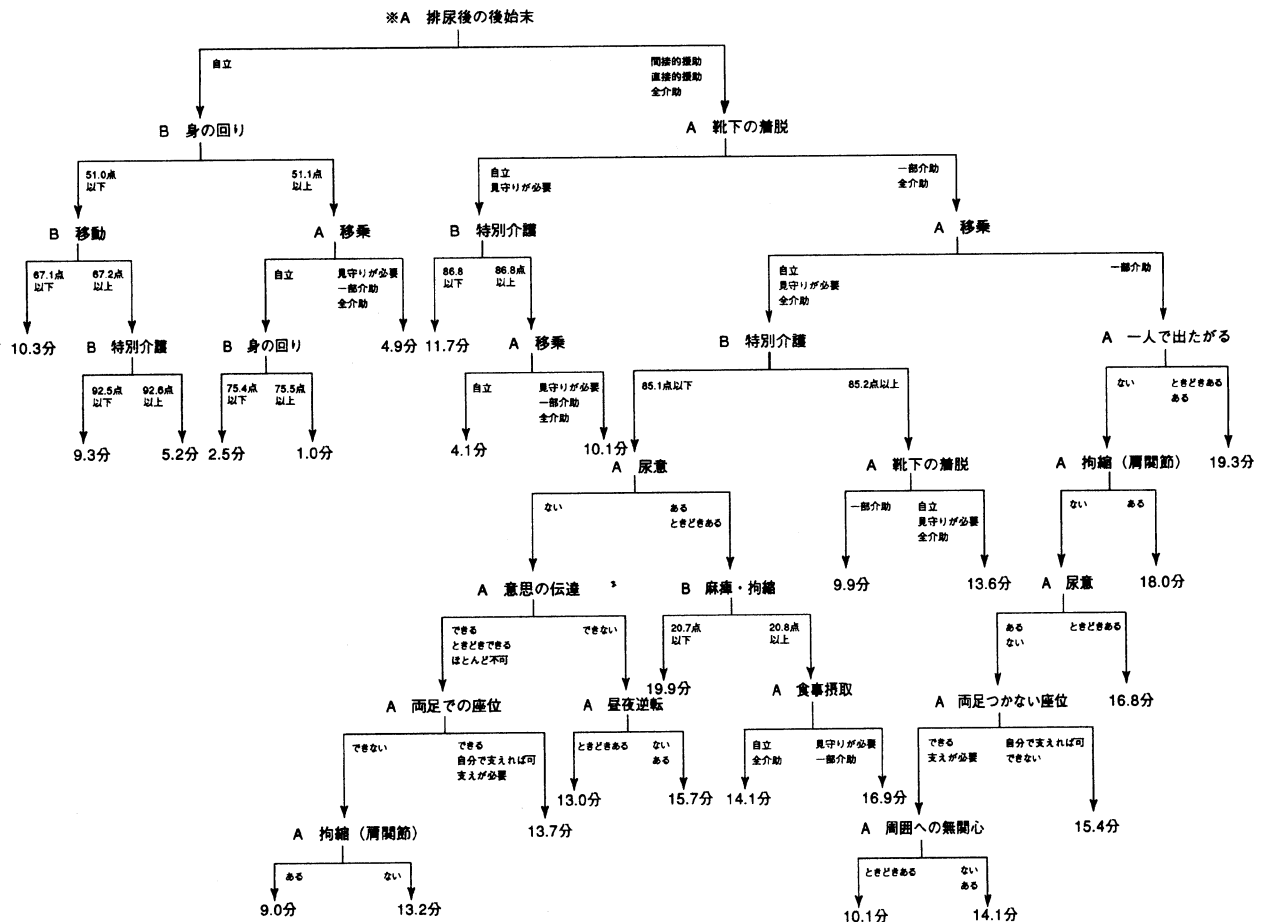 ※A 排尿後の後始末
自立
間接的援助
直接的援助
全介助
B 身の回り
A 靴下の着脱
51.0点
以下
51.1点
以上
自立
見守りが必要
一部介助
全介助
B 移動
A 移乗
B 特別介護
A 移乗
67.1点
以下
67.2点
以上
自立
見守りが必要
一部介助
全介助
86.8
以下
86.8点
以上
自立
見守りが必要
全介助
一部介助
10.3分
B 特別介護
B 身の回り
4.9分
11.7分
A 移乗
B 特別介護
A 一人で出たがる
92.5点
以下
92.6点
以上
75.4点
以下
75.5点
以上
自立
見守りが必要
一部介助
全介助
85.1点以下
85.2点以上
ない
ときどきある
ある
9.3分
5.2分
2.5分
1.0分
4.1分
10.1分
A 尿意
A 靴下の着脱
A 拘縮（肩関節）
19.3分
ない
ある
ときどきある
一部介助
自立
見守りが必要
全介助
ない
ある
A 意思の伝達
B 麻痺・拘縮
9.9分
13.6分
A 尿意
18.0分
できる
ときどきできる
ほとんど不可
できない
20.7点
以下
20.8点
以上
ある
ない
ときどきある
A 両足での座位
A 昼夜逆転
19.9分
A 食事摂取
A 両足つかない座位
16.8分
できない
できる
自分で支えれば可
支えが必要
ときどきある
ない
ある
自立
全介助
見守りが必要
一部介助
できる
支えが必要
自分で支えれば可
できない
A 拘縮（肩関節）
13.7分
13.0分
15.7分
14.1分
16.9分
A 周囲への無関心
15.4分
ある
ない
ときどきある
ない
ある
9.0分
13.2分
10.1分
14.1分